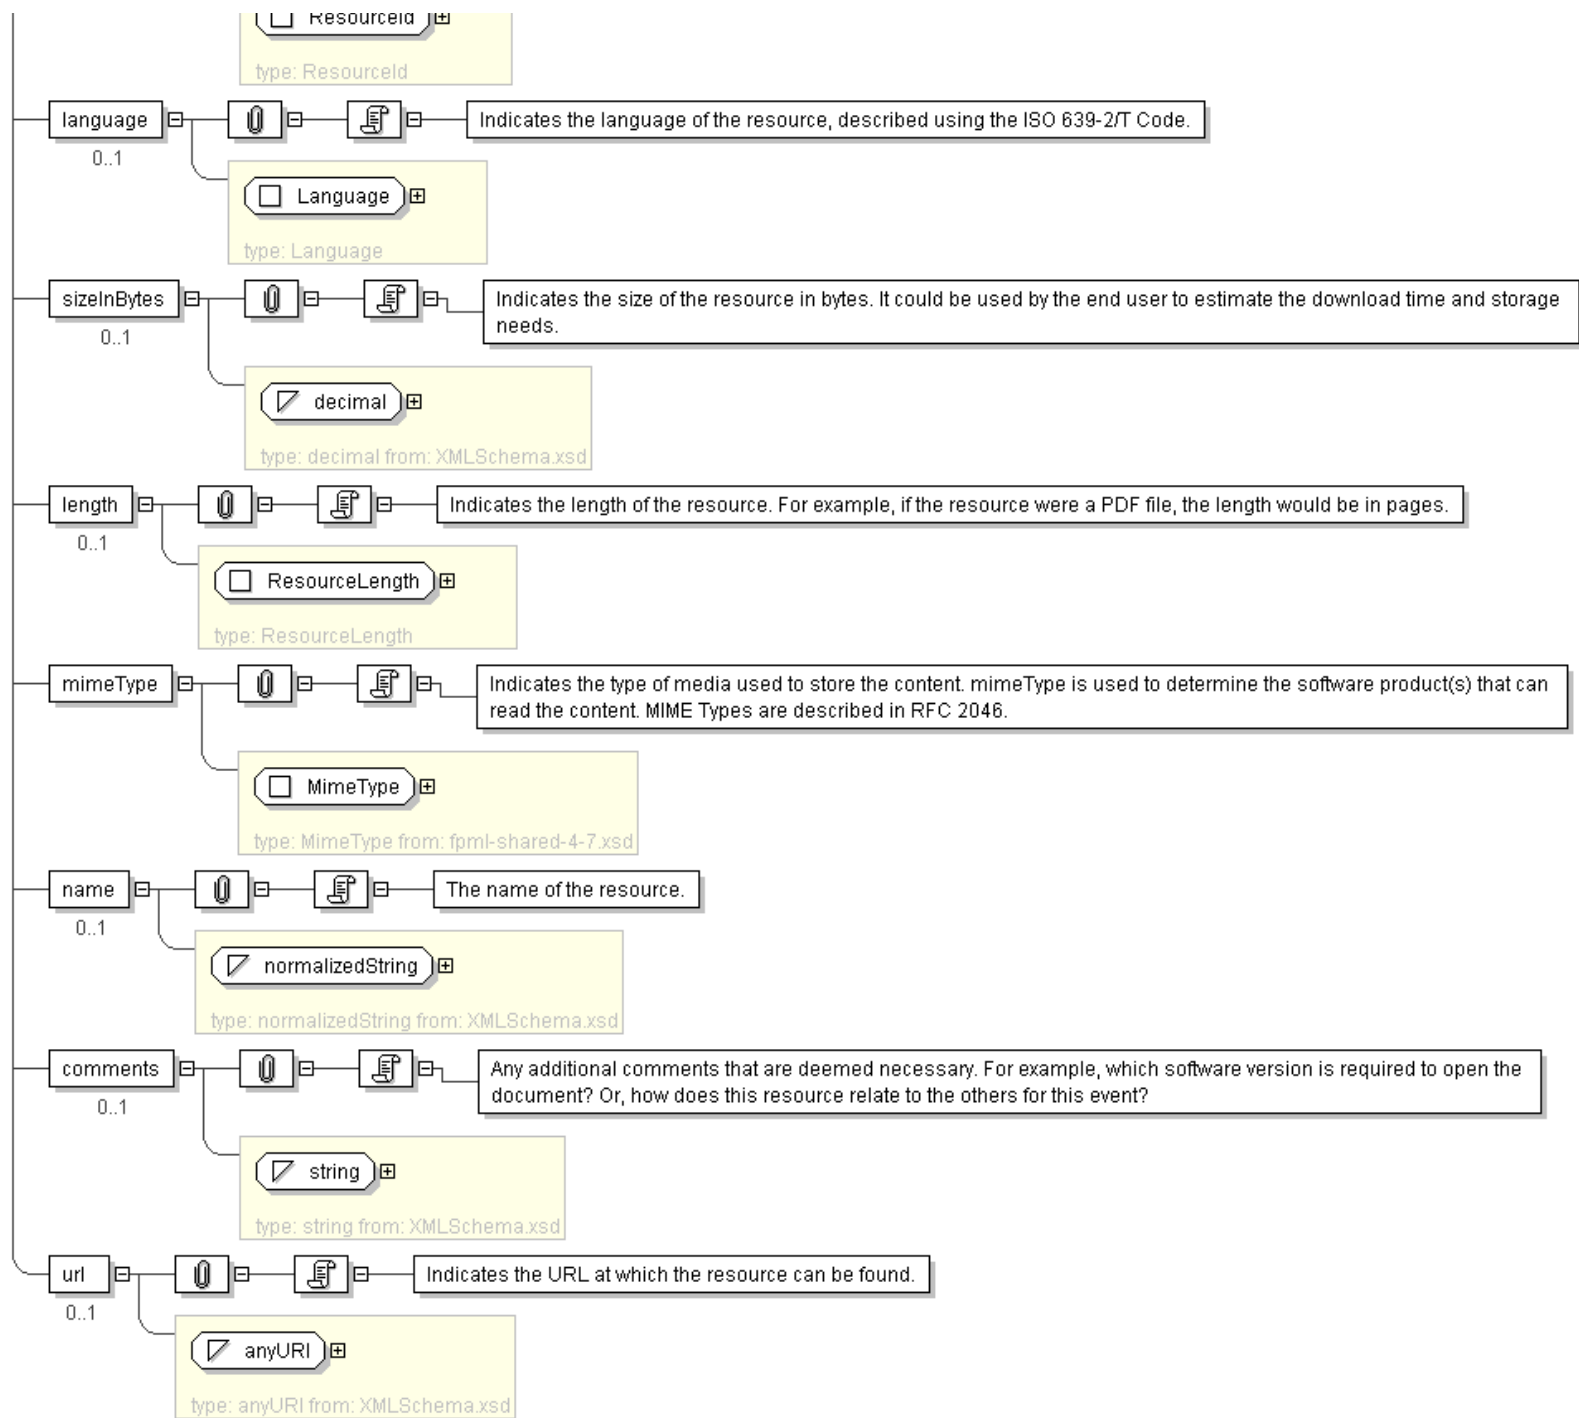 ResourceId
type: ResourceId
language
Indicates the language of the resource, described using the ISO 639-2/T Code.
0..1
Language
type: Language
sizeInBytes
Indicates the size of the resource in bytes. It could be used by the end user to estimate the download time and storage
needs.
0..1
decimal
type: decimal from: XMLSchema.xsd
length
Indicates the length of the resource. For example, if the resource were a PDF file, the length would be in pages.
0..1
ResourceLength
type: ResourceLength
mimeType
Indicates the type of media used to store the content. mimeType is used to determine the software product(s) that can
read the content. MIME Types are described in RFC 2046.
MimeType
type: MimeType from: fpml-shared-4-7.xsd
name
The name of the resource.
0..1
normalizedString
type: normalizedString from: XMLSchema.xsd
comments
Any additional comments that are deemed necessary. For example, which software version is required to open the
document? Or, how does this resource relate to the others for this event?
0..1
string
type: string from: XMLSchema.xsd
url
Indicates the URL at which the resource can be found.
0..1
anyURI
type: anyURI from: XMLSchema.xsd